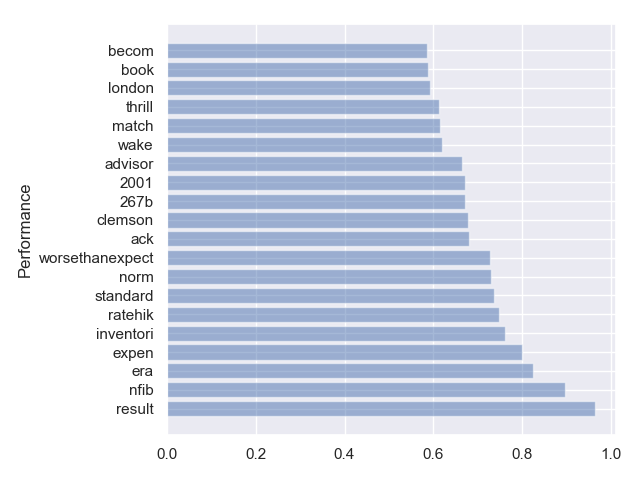 Performance
becom
book
london
thrill
match
wake
advisor
2001
267b
clemson
ack
worsethanexpect
norm
standard
ratehik
inventori
expen
era
nfib
result
0.0 0.2 0.4 0.6 0.8 1.0